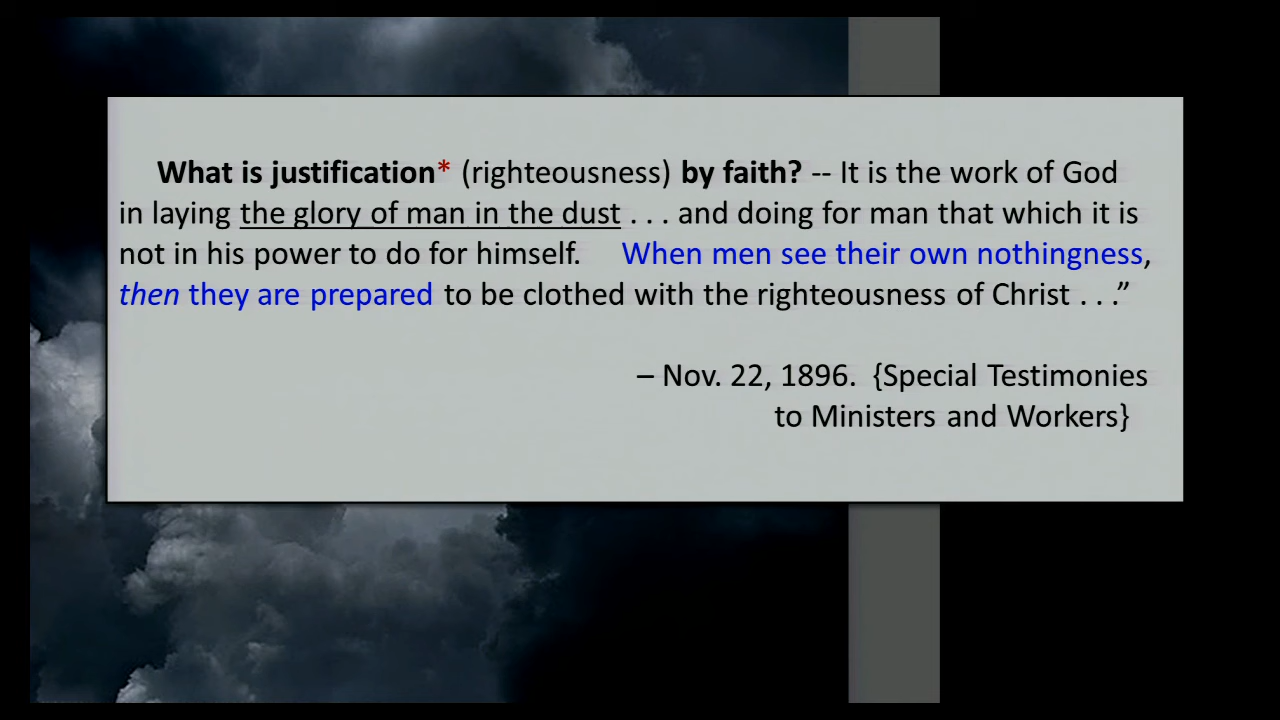 What is justification* (righteousness) by faith? -- It is the work of God
in laying the glory of man in the dust . . . and doing for man that which it is
not in his power to do for himself. When men see their own nothingness,
then they are prepared to be clothed with the righteousness of Christ . . .”
– Nov. 22, 1896. {Special Testimonies
to Ministers and Workers}